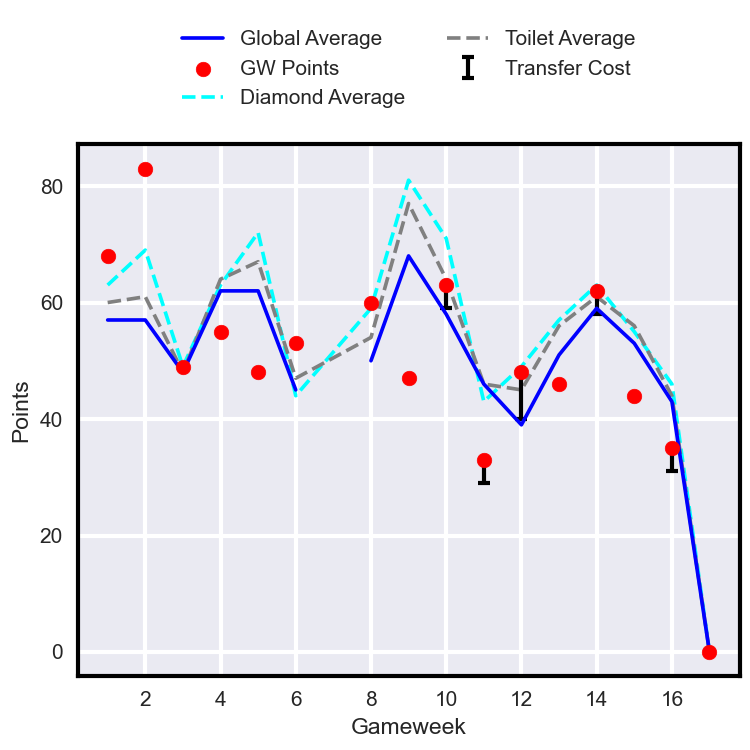 Global Average
GW Points
Diamond Average
Toilet Average
Transfer Cost
80
60
40
20
0
Points
2 4 6 8 10 12 14 16
Gameweek